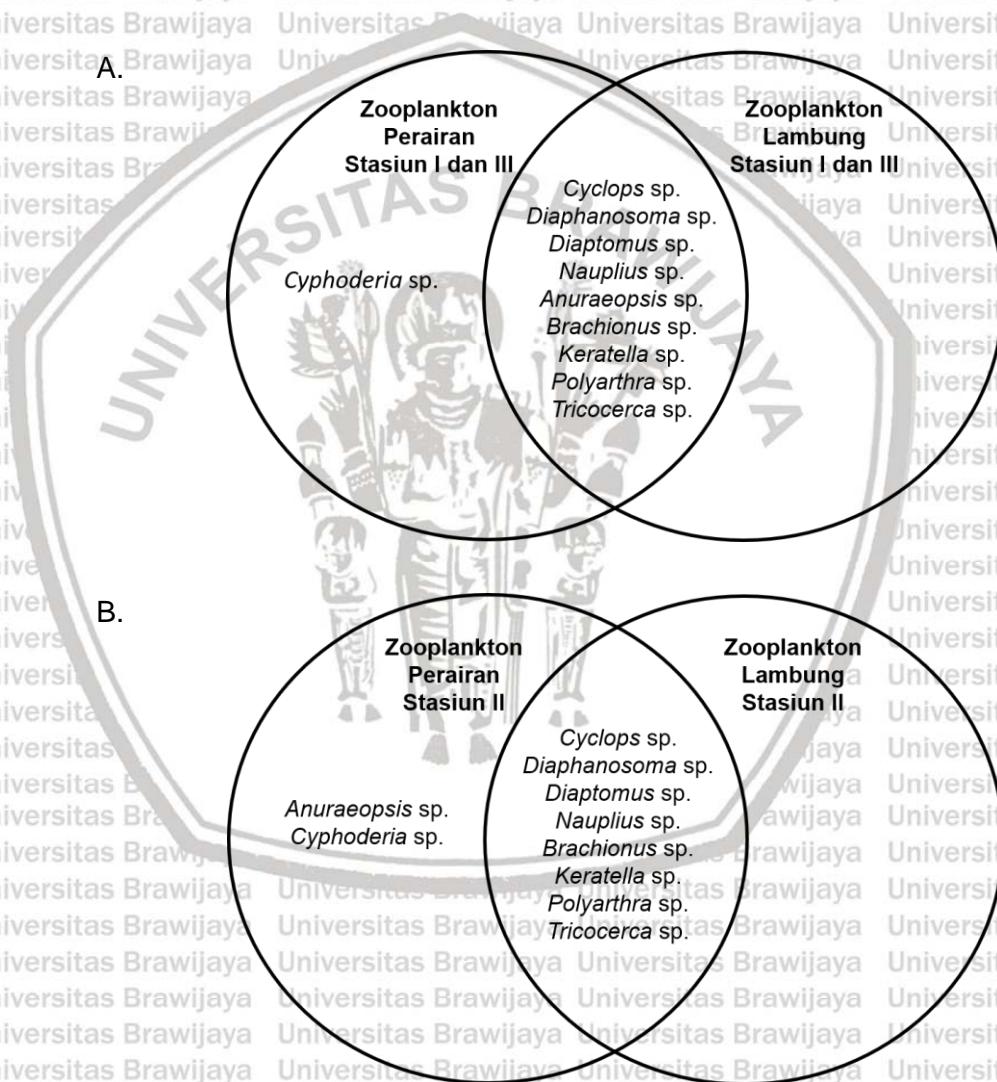 A.
Zooplankton
Perairan
Stasiun I dan III
Zooplankton
Lambung
Stasiun I dan III
Cyphoderia sp.
Cyclops sp.
Diaphanosoma sp.
Diaptomus sp.
Nauplius sp.
Anuraeopsis sp.
Brachionus sp.
Keratella sp.
Polyarthra sp.
Tricocerca sp.
B.
Zooplankton
Perairan
Stasiun II
Zooplankton
Lambung
Stasiun II
Anuraeopsis sp.
Cyphoderia sp.
Cyclops sp.
Diaphanosoma sp.
Diaptomus sp.
Nauplius sp.
Brachionus sp.
Keratella sp.
Polyarthra sp.
Tricocerca sp.
UNIVERSITAS BRAWIJAYA